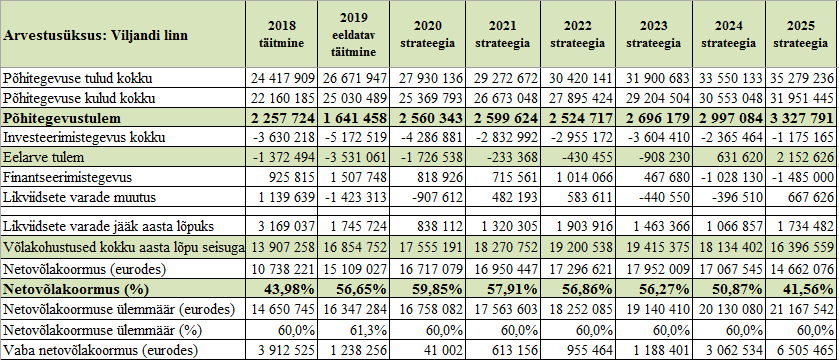 Arvestusüksus: Viljandi linn 2018 täitmine 2019 eeldatav täitmine 2020 strateegia 2021 strateegia 2022 strateegia 2023 strateegia 2024 strateegia 2025 strateegia
Põhitegevuse tulud kokku 24 417 909 26 671 947 27 930 136 29 272 672 30 420 141 31 900 683 33 550 133 35 279 236
Põhitegevuse kulud kokku 22 160 185 25 030 489 25 369 793 26 673 048 27 895 424 29 204 504 30 553 048 31 951 445
Põhitegevustulem 2 257 724 1 641 458 2 560 343 2 599 624 2 524 717 2 696 179 2 997 084 3 327 791
Investeerimistegevus kokku -3 630 218 -5 172 519 -4 286 881 -2 832 992 -2 955 172 -3 604 410 -2 365 464 -1 175 165
Eelarve tulem -1 372 494 -3 531 061 -1 726 538 -233 368 -430 455 -908 230 631 620 2 152 626
Finantseerimistegevus 925 815 1 507 748 818 926 715 561 1 014 066 467 680 -1 028 130 -1 485 000
Likviidsete varade muutus 1 139 639 -1 423 313 -907 612 482 193 583 611 -440 550 -396 510 667 626
Likviidsete varade jääk aasta lõpuks 3 169 037 1 745 724 838 112 1 320 305 1 903 916 1 463 366 1 066 857 1 734 482
Võlakohustused kokku aasta lõpu seisuga 13 907 258 16 854 752 17 555 191 18 270 752 19 200 538 19 415 375 18 134 402 16 396 559
Netovõlakoormus (eurodes) 10 738 221 15 109 027 16 717 079 16 950 447 17 296 621 17 952 009 17 067 545 14 662 076
Netovõlakoormus (%) 43,98% 56,65% 59,85% 57,91% 56,86% 56,27% 50,87% 41,56%
Netovõlakoormuse ülemmäär (eurodes) 14 650 745 16 347 284 16 758 082 17 563 603 18 252 085 19 140 410 20 130 080 21 167 542
Netovõlakoormuse ülemmäär (%) 60,0% 61,3% 60,0% 60,0% 60,0% 60,0% 60,0% 60,0%
Vaba netovõlakoormus (eurodes) 3 912 525 1 238 256 41 002 613 156 955 464 1 188 401 3 062 534 6 505 465